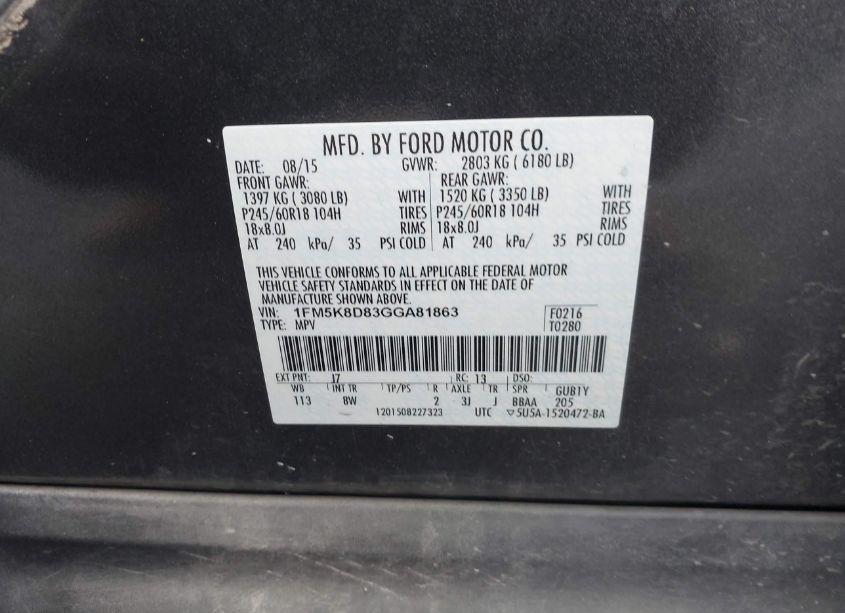 MFD. BY FORD MOTOR CO.
DATE: 08/15 GVWR: 2803 KG ( 6180 LB)
FRONT GAWR: REAR GAWR:
1397 KG ( 3080 LB) WITH 1520 KG ( 3350 LB) WITH
P245/60R18 104H TIRES P245/60R18 104H TIRES
18x8.0J RIMS 18x8.0J RIMS
AT 240 kPa/ 35 PSI COLD AT 240 kPa/ 35 PSI COLD
THIS VEHICLE CONFORMS TO ALL APPLICABLE FEDERAL MOTOR
VEHICLE SAFETY STANDARDS IN EFFECT ON THE DATE OF
MANUFACTURE SHOWN ABOVE.
VIN: 1FM5K8D83GGA81863 F0216
TYPE: MPV T0280
EXT PNT: J7 RC: 13 DSO:
WB INT TR TP/PS R AXLE TR SPR GUB1Y
113 8W 2 3J J BBAA 205
1201508227323 UTC ▽5U5A-1520472-BA